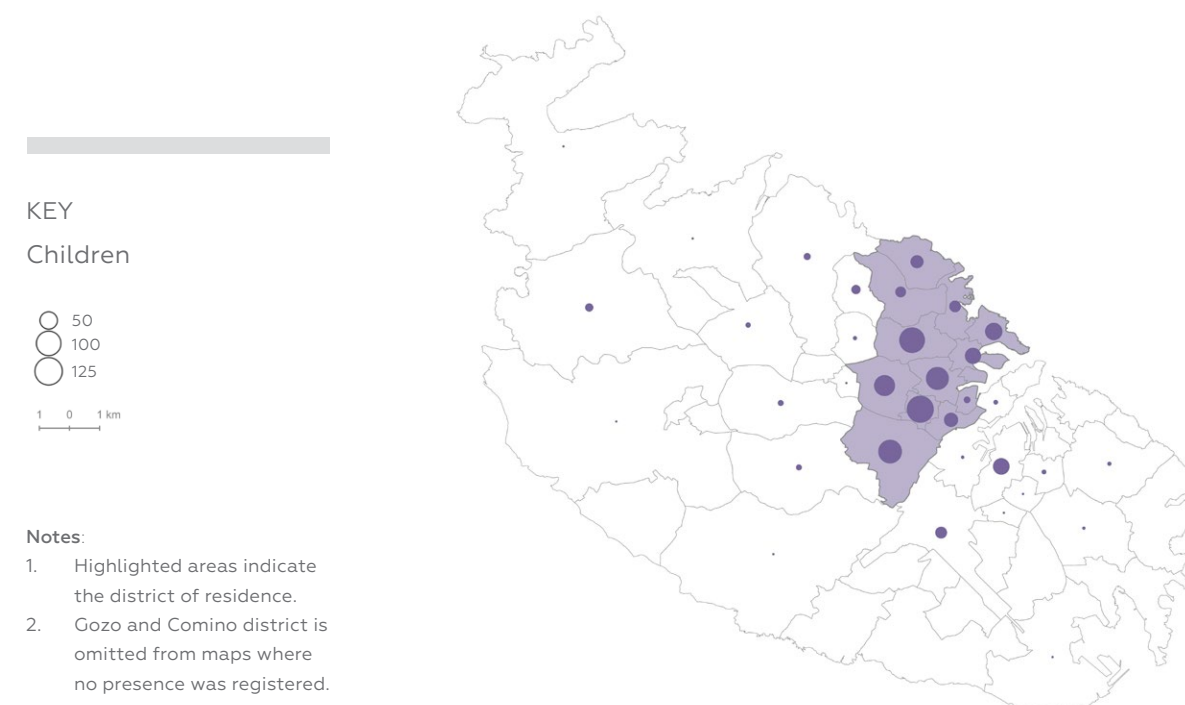 KEY
Children
50
100
125
1 0 1 km
Notes:
1. Highlighted areas indicate
the district of residence.
2. Gozo and Comino district is
omitted from maps where
no presence was registered.